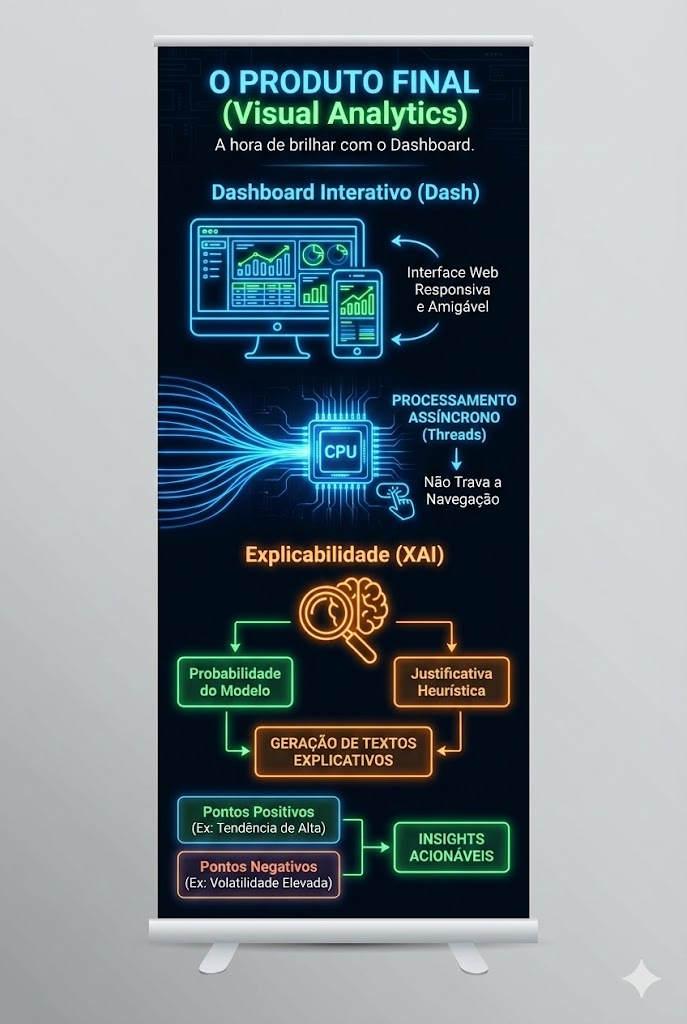 O PRODUTO FINAL
(Visual Analytics)
A hora de brilhar com o Dashboard.
Dashboard Interativo (Dash)
Interface Web
Responsiva
e Amigável
PROCESSAMENTO
ASSÍNCRONO
(Threads)
CPU
Não Trava a
Navegação
Explicabilidade (XAI)
Probabilidade
do Modelo
Justificativa
Heurística
GERAÇÃO DE TEXTOS
EXPLICATIVOS
Pontos Positivos
(Ex: Tendência de Alta)
INSIGHTS
ACIONÁVEIS
Pontos Negativos
(Ex: Volatilidade Elevada)